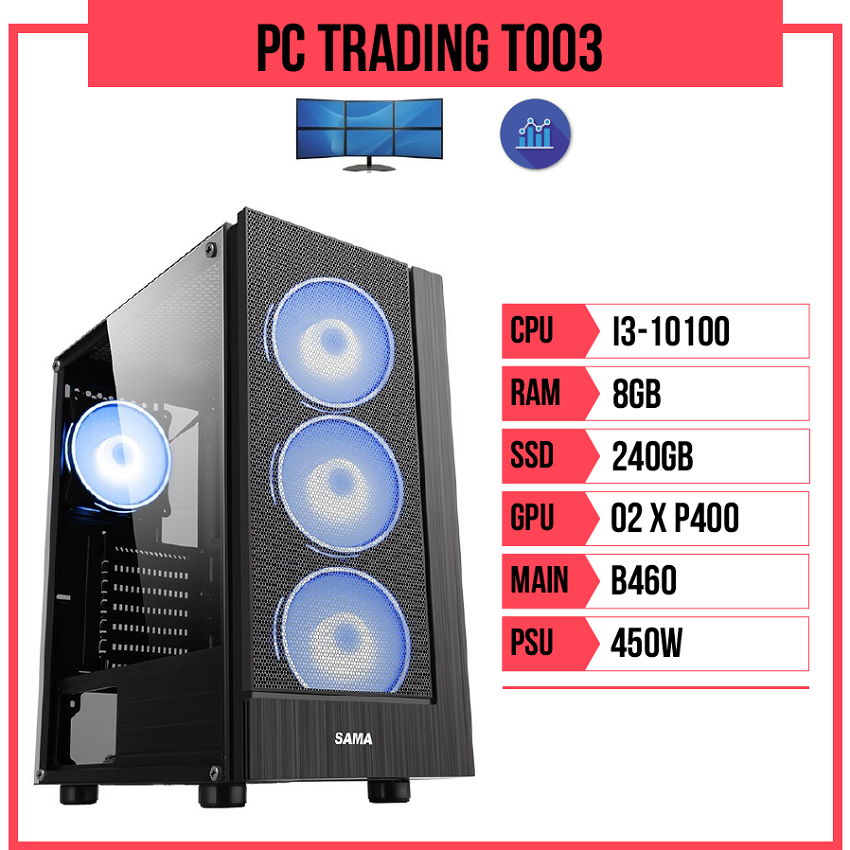 PC TRADING T003
CPU I3-10100
RAM 8GB
SSD 240GB
GPU 02 X P400
MAIN B460
PSU 450W
SAMA